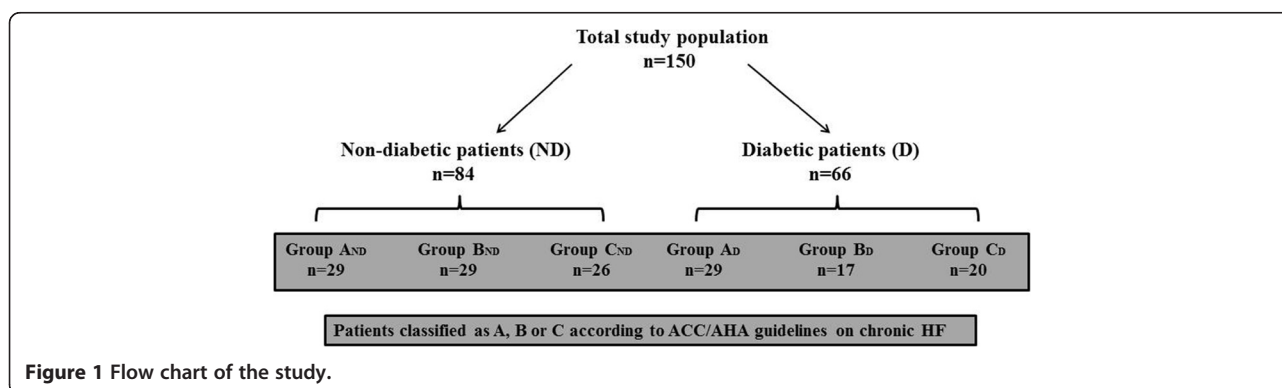 Total study population
n=150
Non-diabetic patients (ND)
n=84
Diabetic patients (D)
n=66
Group AND
n=29
Group BND
n=29
Group CND
n=26
Group AD
n=29
Group BD
n=17
Group CD
n=20
Patients classified as A, B or C according to ACC/AHA guidelines on chronic HF
Figure 1 Flow chart of the study.